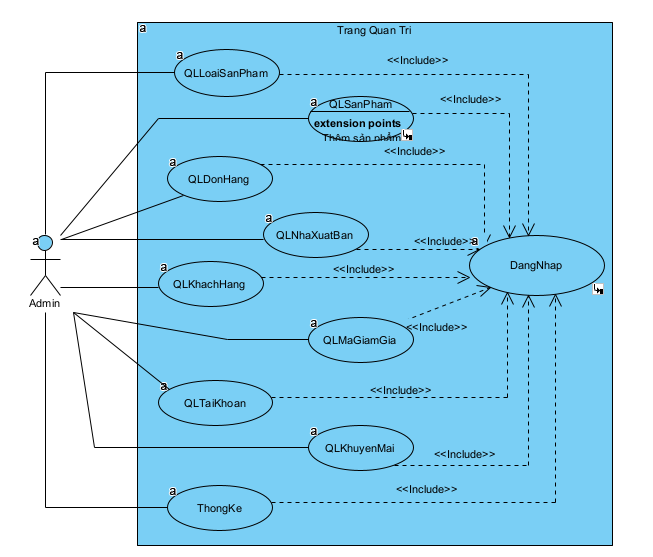 a
Trang Quan Tri
a
QLLoaiSanPham
<<Include>>
a
QLSanPham
extension points
Thêm sản phẩm
<<Include>>
a
QLDonHang
<<Include>>
a
QLNhaXuatBan
<<Include>>
a
DangNhap
a
Admin
a
QLKhachHang
<<Include>>
a
QLMaGiamGia
<<Include>>
a
QLTaiKhoan
<<Include>>
a
QLKhuyenMai
<<Include>>
a
ThongKe
<<Include>>